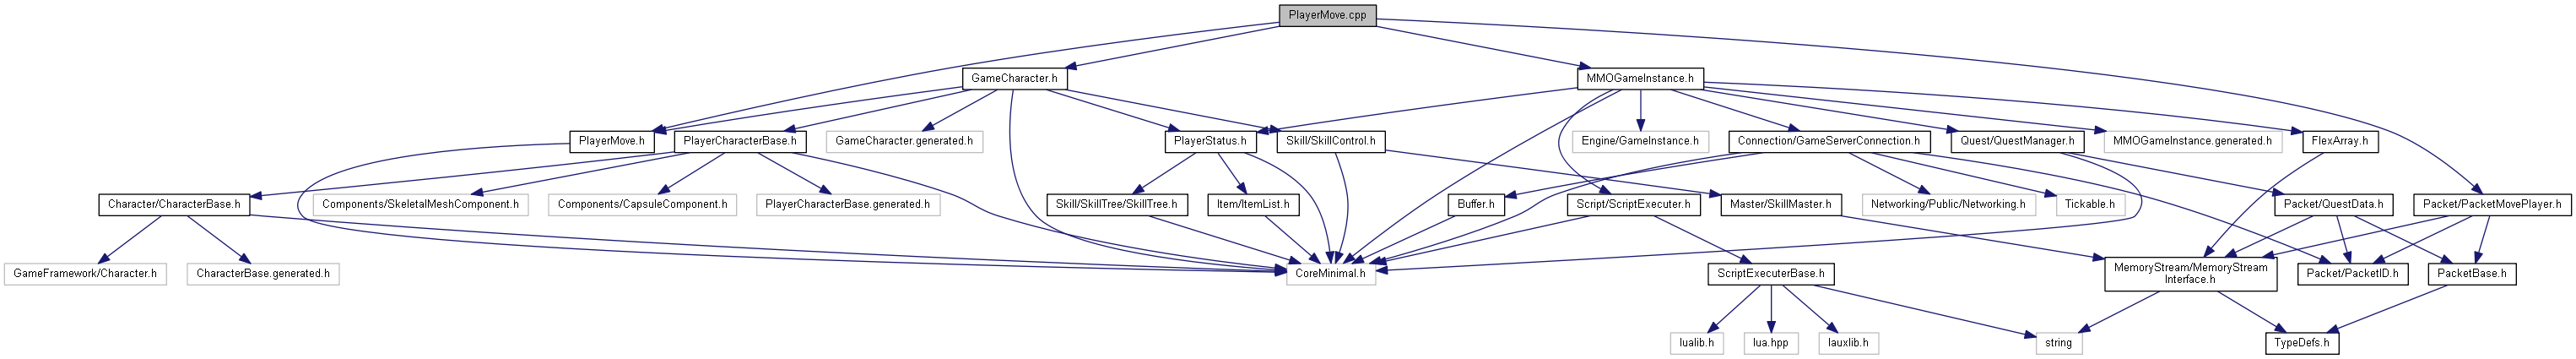 PlayerMove.cpp
GameCharacter.h
MMOGameInstance.h
PlayerMove.h
PlayerCharacterBase.h
GameCharacter.generated.h
PlayerStatus.h
Skill/SkillControl.h
Engine/GameInstance.h
Connection/GameServerConnection.h
Quest/QuestManager.h
MMOGameInstance.generated.h
FlexArray.h
Character/CharacterBase.h
Components/SkeletalMeshComponent.h
Components/CapsuleComponent.h
PlayerCharacterBase.generated.h
Skill/SkillTree/SkillTree.h
Item/ItemList.h
Buffer.h
Script/ScriptExecuter.h
Master/SkillMaster.h
Networking/Public/Networking.h
Tickable.h
Packet/QuestData.h
Packet/PacketMovePlayer.h
GameFramework/Character.h
CharacterBase.generated.h
CoreMinimal.h
ScriptExecuterBase.h
MemoryStream/MemoryStream
Interface.h
Packet/PacketID.h
PacketBase.h
lualib.h
lua.hpp
lauxlib.h
string
TypeDefs.h